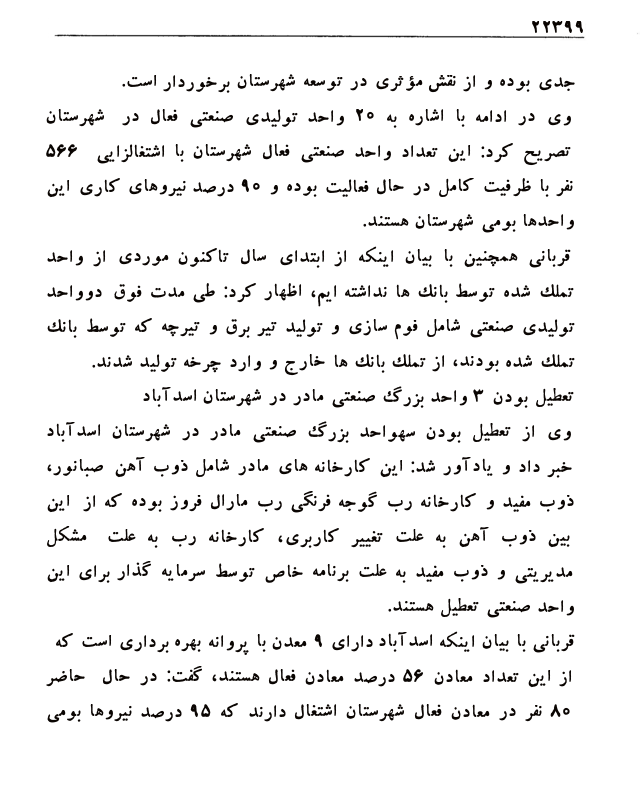 ۲۲۳۹۹
جدی بوده و از نقش مؤثری در توسعه شهرستان برخوردار است.
وی در ادامه با اشاره به ۲۰ واحد تولیدی صنعتی فعال در شهرستان
تصریح کرد: این تعداد واحد صنعتی فعال شهرستان با اشتغالزایی ۵۶۶
نفر با ظرفیت کامل در حال فعالیت بوده و ۹۰ درصد نیروهای کاری این
واحدها بومی شهرستان هستند.
قربانی همچنین با بیان اینکه از ابتدای سال تاکنون موردی از واحد
تملك شده توسط بانك ها نداشته ایم، اظهار کرد: طی مدت فوق دوواحد
تولیدی صنعتی شامل فوم سازی و تولید تیر برق و تیرچه که توسط بانك
تملك شده بودند، از تملك بانك ها خارج و وارد چرخه تولید شدند.
تعطیل بودن ۳ واحد بزرگ صنعتی مادر در شهرستان اسدآباد
وی از تعطیل بودن سهواحد بزرگ صنعتی مادر در شهرستان اسدآباد
خبر داد و یادآور شد: این کارخانه های مادر شامل ذوب آهن صبانور،
ذوب مفید و کارخانه رب گوجه فرنگی رب مارال فروز بوده که از این
بین ذوب آهن به علت تغییر کاربری، کارخانه رب به علت مشکل
مدیریتی و ذوب مفید به علت برنامه خاص توسط سرمایه گذار برای این
واحد صنعتی تعطیل هستند.
قربانی با بیان اینکه اسدآباد دارای ۹ معدن با پروانه بهره برداری است که
از این تعداد معادن ۵۶ درصد معادن فعال هستند، گفت: در حال حاضر
۸۰ نفر در معادن فعال شهرستان اشتغال دارند که ۹۵ درصد نیروها بومی